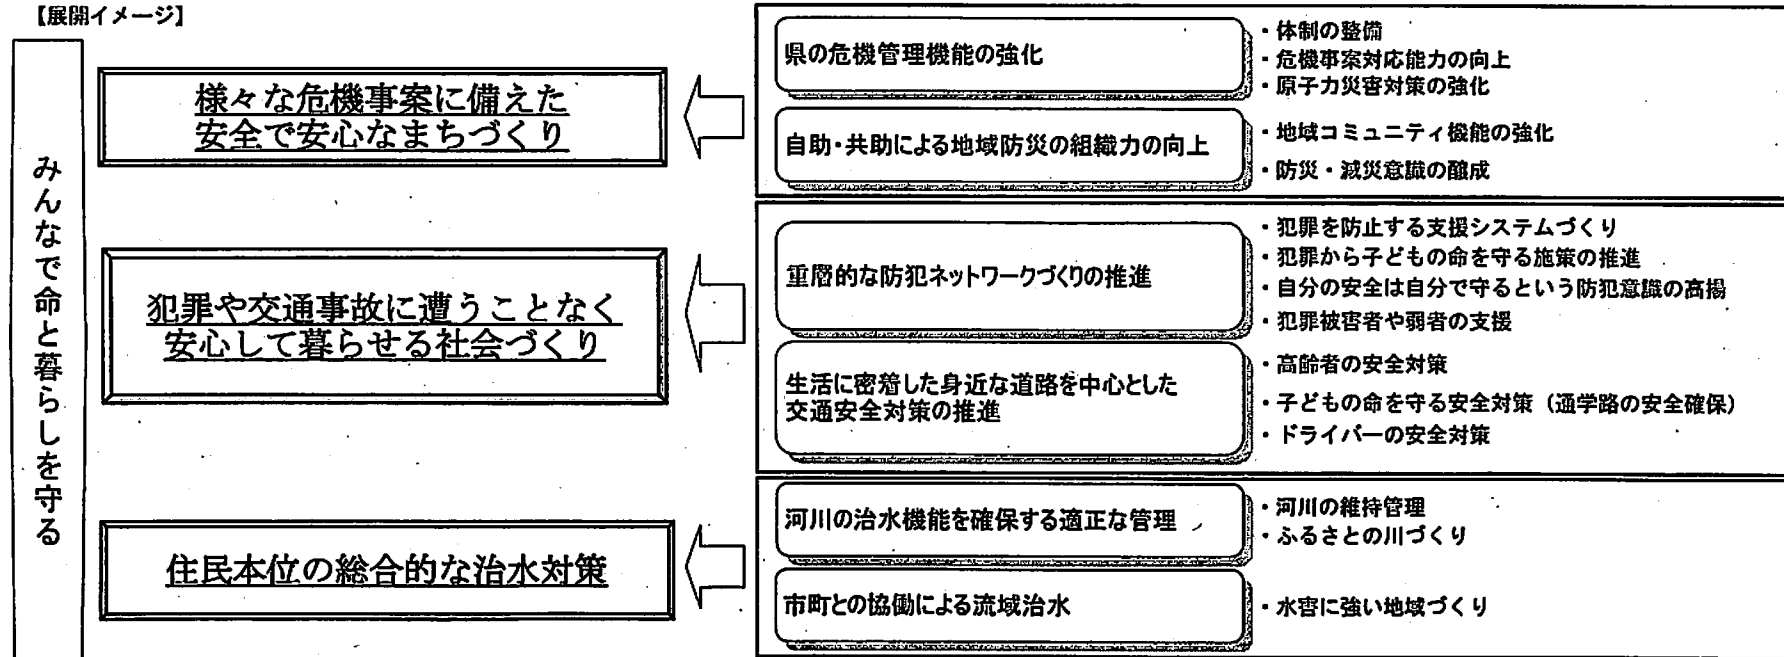 【展開イメージ】
みんなで命と暮らしを守る
様々な危機事案に備えた
安全で安心なまちづくり
県の危機管理機能の強化
・体制の整備
・危機事案対応能力の向上
・原子力災害対策の強化
自助・共助による地域防災の組織力の向上
・地域コミュニティ機能の強化
・防災・減災意識の醸成
犯罪や交通事故に遭うことなく
安心して暮らせる社会づくり
重層的な防犯ネットワークづくりの推進
・犯罪を防止する支援システムづくり
・犯罪から子どもの命を守る施策の推進
・自分の安全は自分で守るという防犯意識の高揚
・犯罪被害者や弱者の支援
生活に密着した身近な道路を中心とした
交通安全対策の推進
・高齢者の安全対策
・子どもの命を守る安全対策（通学路の安全確保）
・ドライバーの安全対策
住民本位の総合的な治水対策
河川の治水機能を確保する適正な管理
・河川の維持管理
・ふるさとの川づくり
市町との協働による流域治水
・水害に強い地域づくり